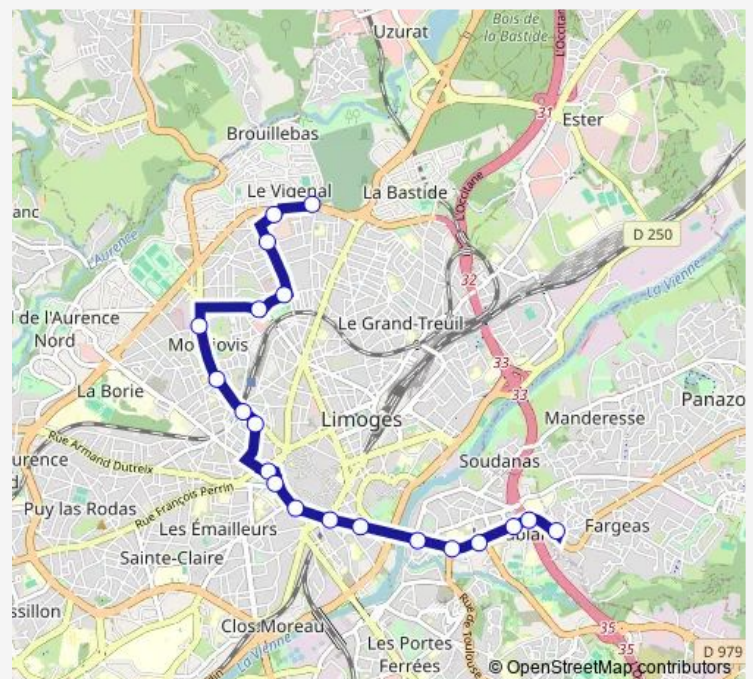 Uzurat
Bois de
la Bastide
L'Occitane
31
Ester
Brouillebas
Le Vigenal
La Bastide
L'Occitane
anc
L'Aurence
D 250
32
La Vienne
l de l'Aurence
Nord
Le Grand-Treuil
33
33
La Borie
Panazo
Limoges
Manderesse
Rue Armand Dutreix
urence
Soudanas
Puy las Rodas
Rue François Perrin
Les Émailleurs
Fargeas
Sainte-Claire
ssillon
Clos Moreau
La Vienne
Rue de Toulouse
35
35
Les Portes
Ferrées
D 979
© OpenStreetMap contributors